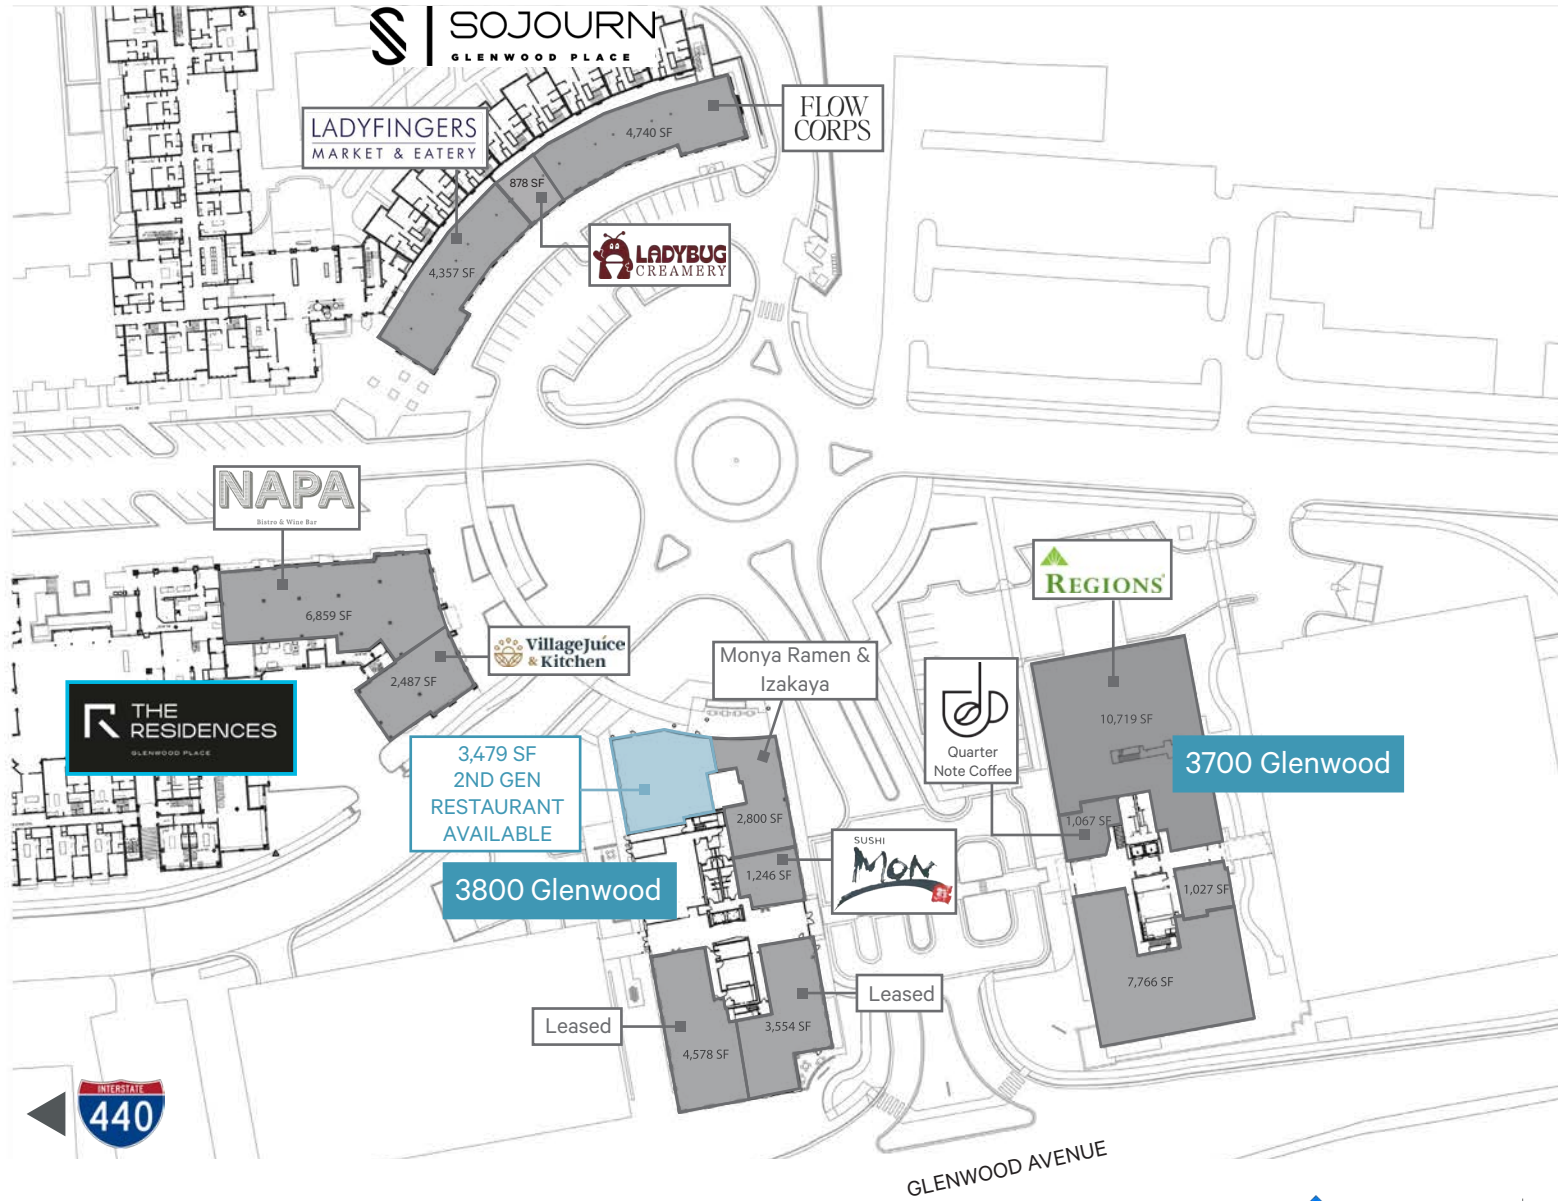 SOJOURN
GLENWOOD PLACE
LADYFINGERS
MARKET & EATERY
FLOW
CORPS
4,740 SF
878 SF
LADYBUG
CREAMERY
4,357 SF
NAPA
Bistro & Wine Bar
6,859 SF
VillageJuice
& Kitchen
2,487 SF
THE
RESIDENCES
GLENWOOD PLACE
3,479 SF
2ND GEN
RESTAURANT
AVAILABLE
3800 Glenwood
Monya Ramen &
Izakaya
2,800 SF
SUSHI
MON
1,246 SF
Quarter
Note Coffee
REGIONS
10,719 SF
3700 Glenwood
1,067 SF
1,027 SF
7,766 SF
Leased
3,554 SF
Leased
4,578 SF
INTERSTATE
440
GLENWOOD AVENUE